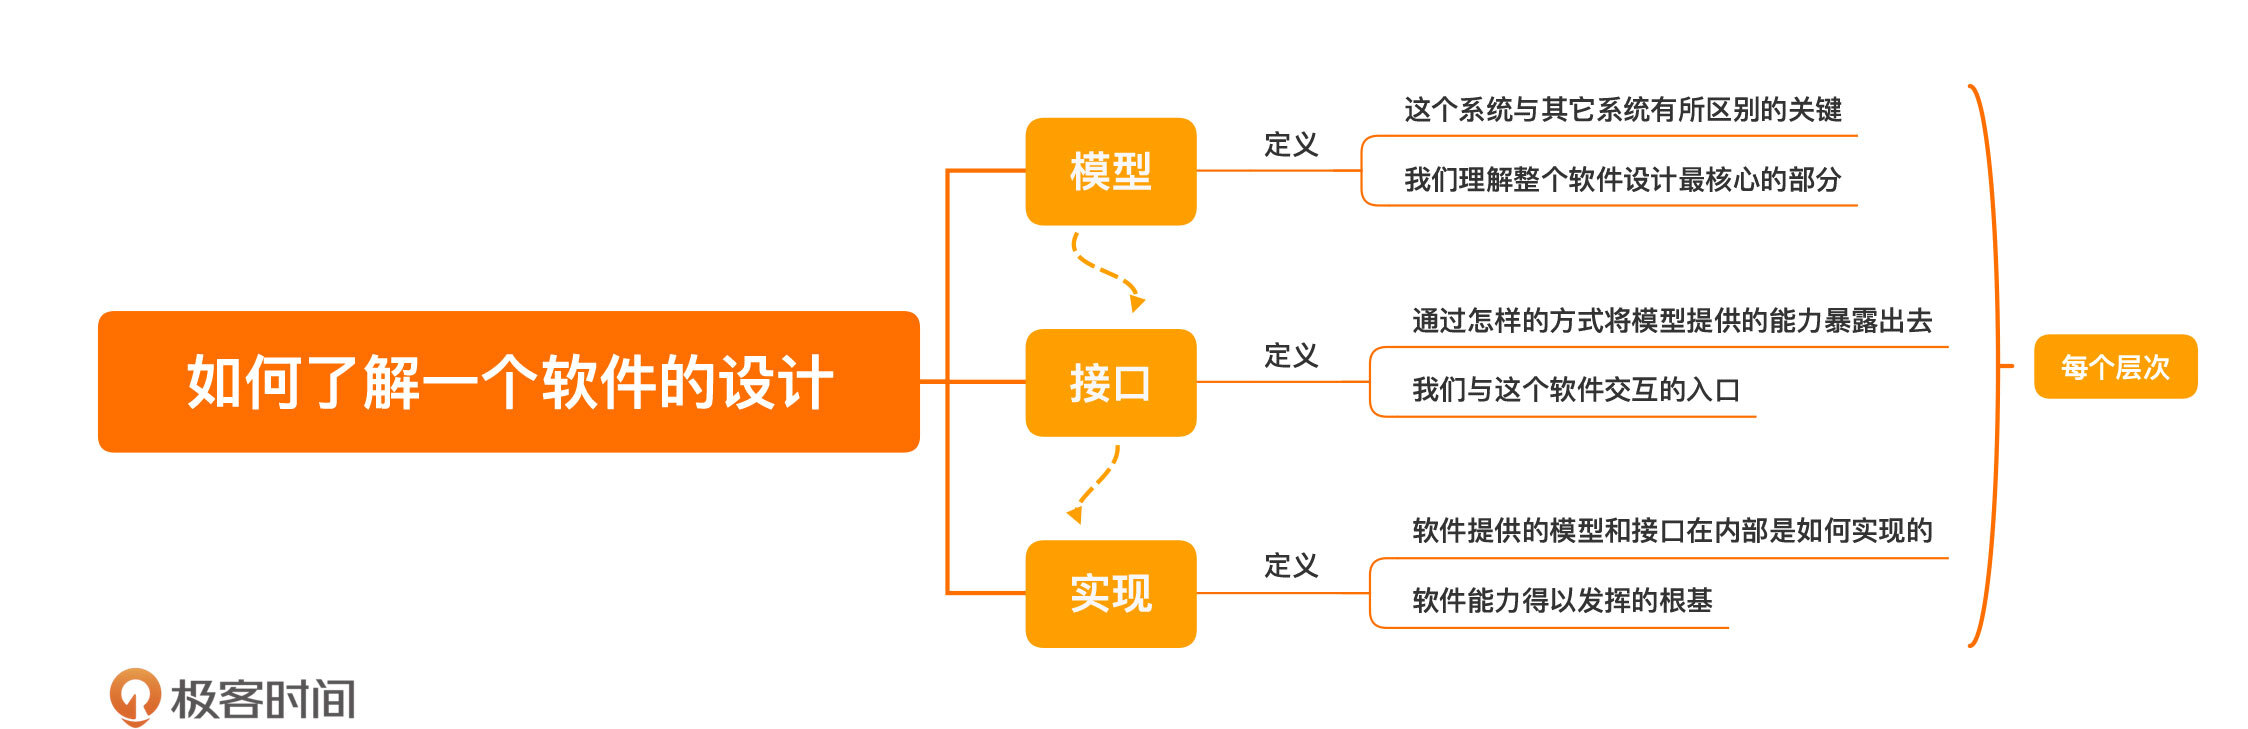 如何了解一个软件的设计
模型
定义
这个系统与其它系统有所区别的关键
我们理解整个软件设计最核心的部分
接口
定义
通过怎样的方式将模型提供的能力暴露出去
我们与这个软件交互的入口
实现
定义
软件提供的模型和接口在内部是如何实现的
软件能力得以发挥的根基
每个层次
极客时间